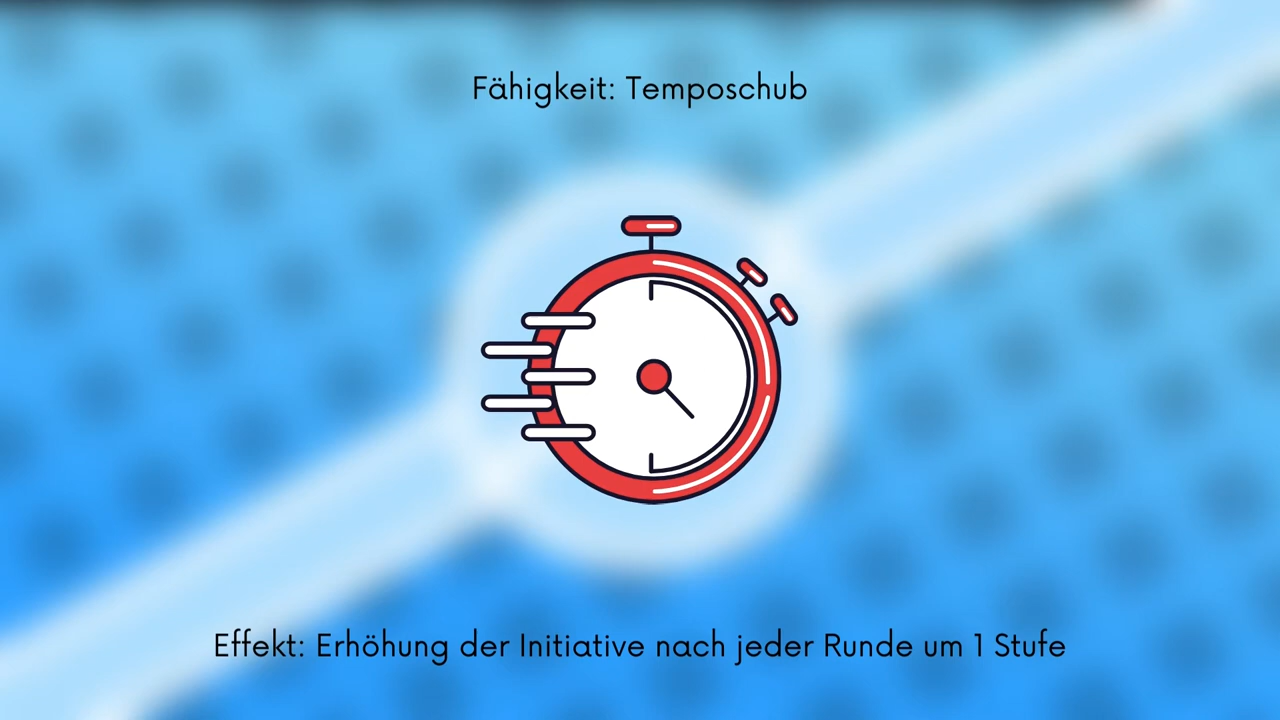 Fähigkeit: Temposchub
Effekt: Erhöhung der Initiative nach jeder Runde um 1 Stufe